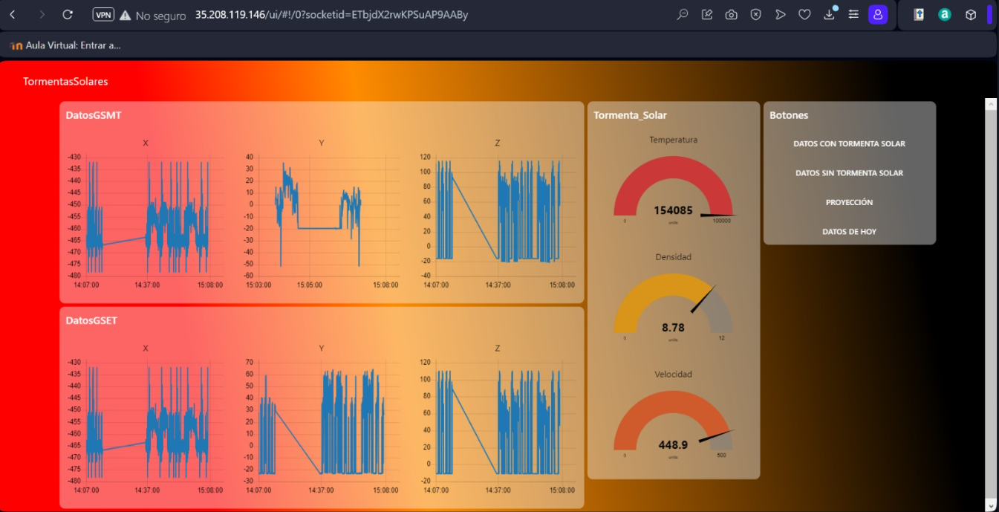 VPN No seguro 35.208.119.146/ui/#!/0?socketid=ETbjdX2rwKPSuAP9AABy
Aula Virtual: Entrar a...
TormentasSolares
DatosGSMT
X
-430
-435
-440
-445
-450
-455
-460
-465
-470
-475
-480
14:07:00 14:37:00 15:08:00
Y
40
30
20
10
0
-10
-20
-30
-40
-50
-60
15:03:00 15:05:00 15:08:00
Z
120
100
80
60
40
20
0
-20
-40
14:07:00 14:37:00 15:08:00
DatosGSET
X
-430
-435
-440
-445
-450
-455
-460
-465
-470
-475
-480
14:07:00 14:37:00 15:08:00
Y
70
60
50
40
30
20
10
0
-10
-20
-30
14:07:00 14:37:00 15:08:00
Z
120
100
80
60
40
20
0
-20
14:07:00 14:37:00 15:08:00
Tormenta_Solar
Temperatura
154085
units
0 100000
Densidad
8.78
units
0 12
Velocidad
448.9
units
0 500
Botones
DATOS CON TORMENTA SOLAR
DATOS SIN TORMENTA SOLAR
PROYECCIÓN
DATOS DE HOY